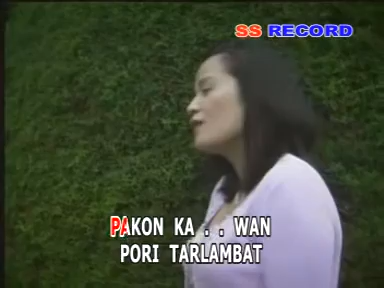 SS RECORD
PAKON KA . . WAN
PORI TARLAMBAT